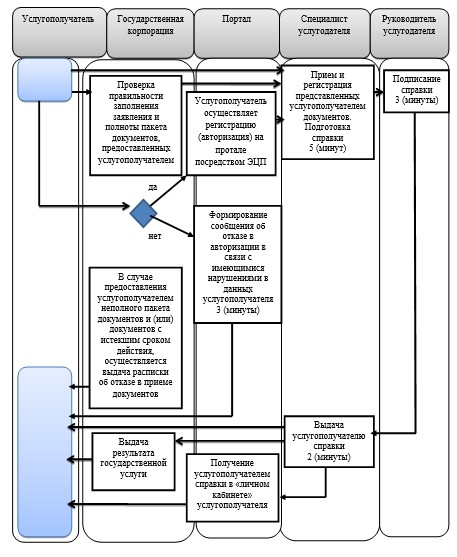 Услугополучатель
Государственная
корпорация
Портал
Специалист
услугодателя
Руководитель
услугодателя
Проверка
правильности
заполнения
заявления и
полноты пакета
документов,
предоставленных
услугополучателем
Услугополучатель
осуществляет
регистрацию
(авторизацию) на
протале
посредством ЭЦП
Прием и
регистрация
представленных
услугополучателем
документов.
Подготовка
справки
5 (минут)
Подписание
справки
3 (минуты)
да
нет
Формирование
сообщения об
отказе в
авторизации в
связи с
имеющимися
нарушениями в
данных
услугополучателя
3 (минуты)
В случае
предоставления
услугополучателем
неполного пакета
документов и (или)
документов с
истекшим сроком
действия,
осуществляется
выдача расписки
об отказе в приеме
документов
Выдача
услугополучателю
справки
2 (минуты)
Выдача
результата
государственной
услуги
Получение
услугополучателем
справки в «личном
кабинете»
услугополучателя